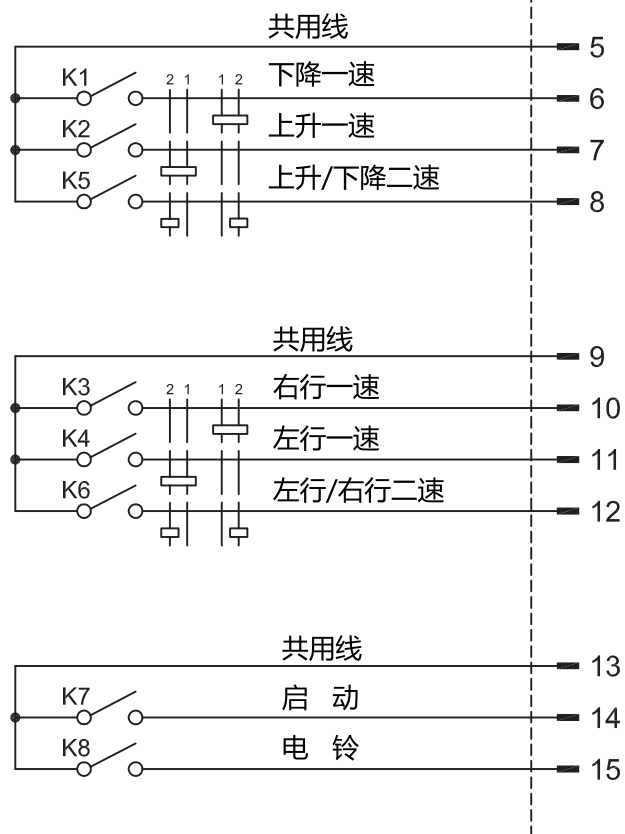 共用线 5
K1 2 1 1 2 下降一速 6
K2 上升一速 7
K5 上升/下降二速 8
共用线 9
K3 2 1 1 2 右行一速 10
K4 左行一速 11
K6 左行/右行二速 12
共用线 13
K7 启 动 14
K8 电 铃 15